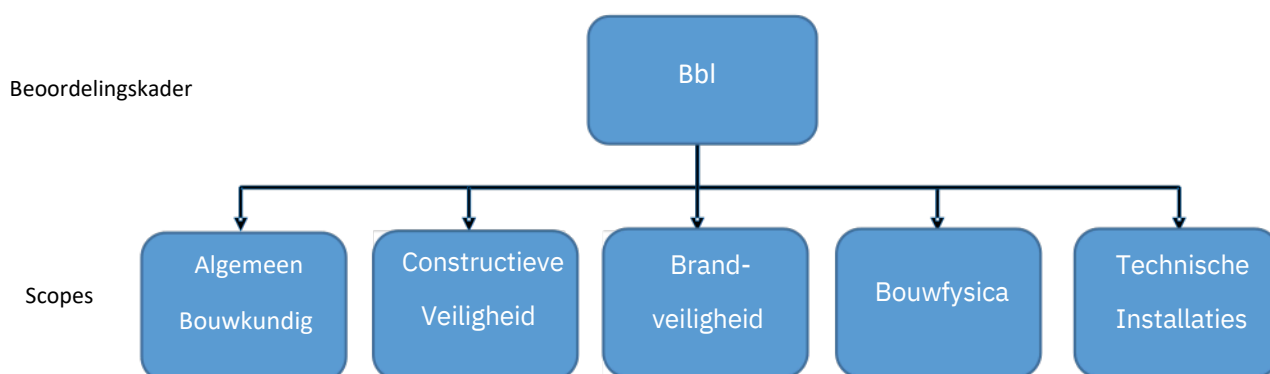 Bbl
Beoordelingskader
Algemeen
Bouwkundig
Constructieve
Veiligheid
Brand-
veiligheid
Bouwfysica
Technische
Installaties
Scopes